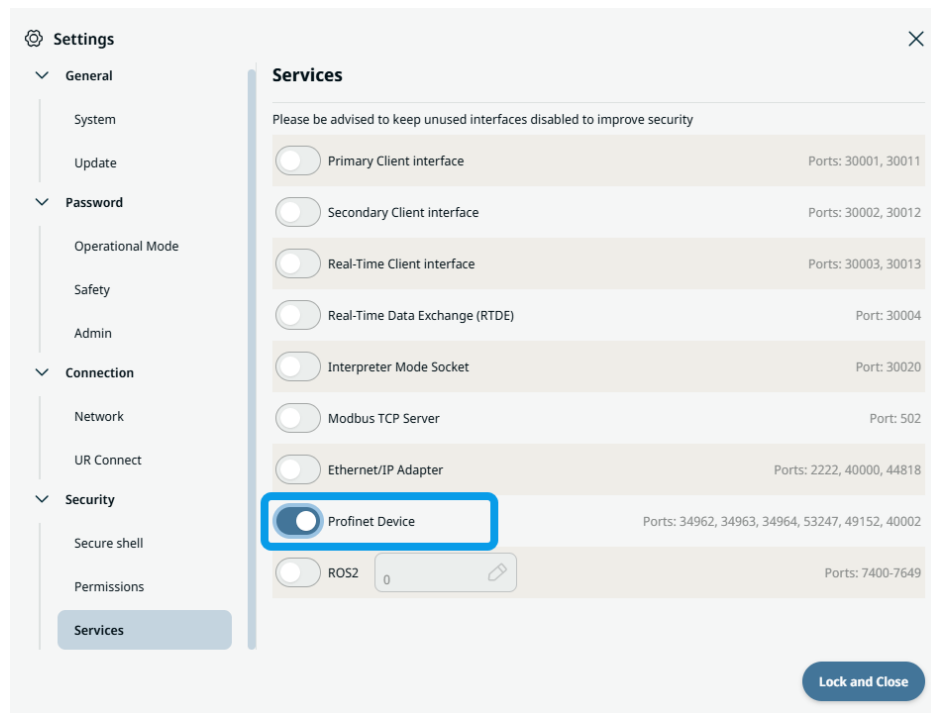 Settings
General
System
Update
Password
Operational Mode
Safety
Admin
Connection
Network
UR Connect
Security
Secure shell
Permissions
Services
Services
Please be advised to keep unused interfaces disabled to improve security
Primary Client interface Ports: 30001, 30011
Secondary Client interface Ports: 30002, 30012
Real-Time Client interface Ports: 30003, 30013
Real-Time Data Exchange (RTDE) Port: 30004
Interpreter Mode Socket Port: 30020
Modbus TCP Server Port: 502
Ethernet/IP Adapter Ports: 2222, 40000, 44818
Profinet Device Ports: 34962, 34963, 34964, 53247, 49152, 40002
ROS2 0 Ports: 7400-7649
Lock and Close